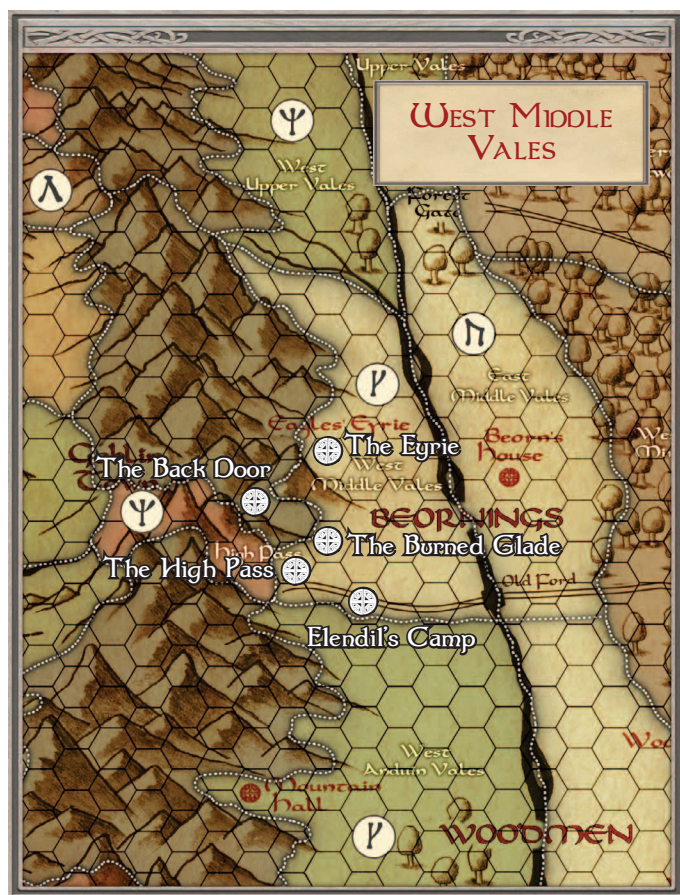 Upper Vales
West Middle
Vales
West
Upper Vales
Forest
Gate
East
Middle Vales
Eagles' Eyrie
The Eyrie
Beorn's
House
Goblin
The Back Door
West
Middle Vales
BEORNINGS
High Pass
The Burned Glade
The High Pass
Old Ford
Elendil's Camp
West
Anduin Vales
Mountain
Hall
WOODMEN